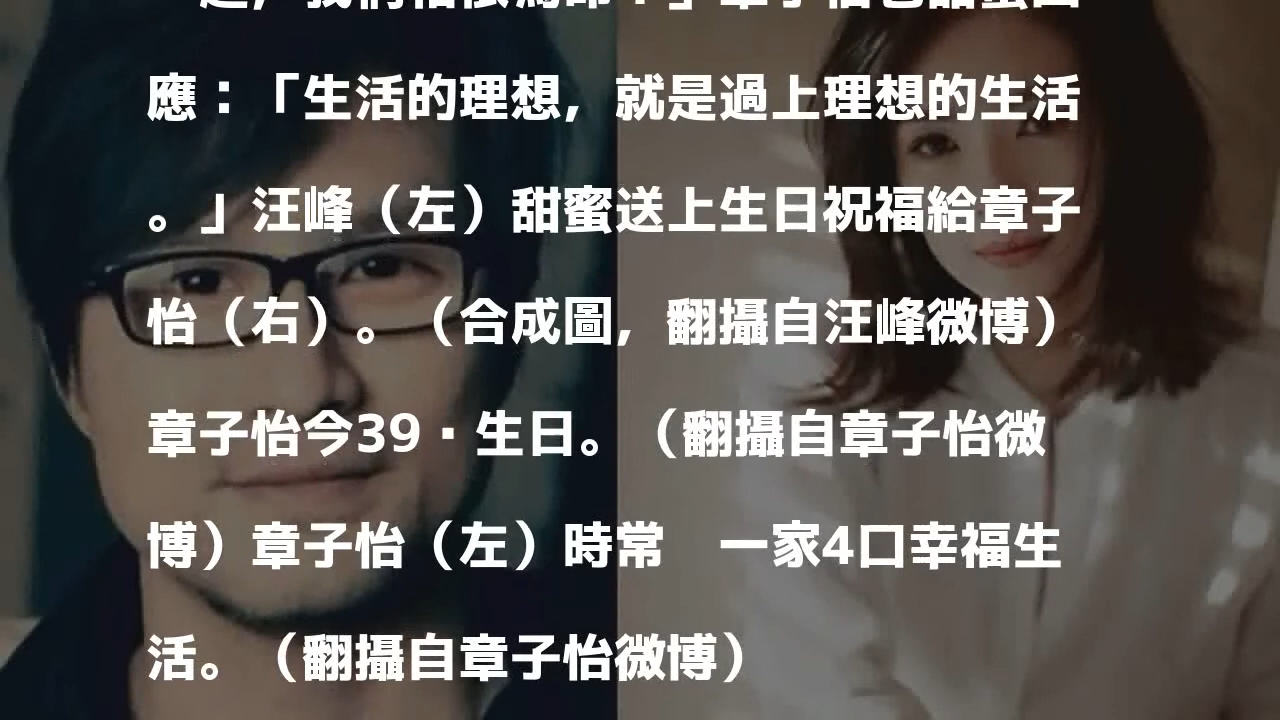 應：「生活的理想，就是過上理想的生活
。」汪峰（左）甜蜜送上生日祝福給章子
怡（右）。（合成圖，翻攝自汪峰微博）
章子怡今39·生日。（翻攝自章子怡微
博）章子怡（左）時常　一家4口幸福生
活。（翻攝自章子怡微博）